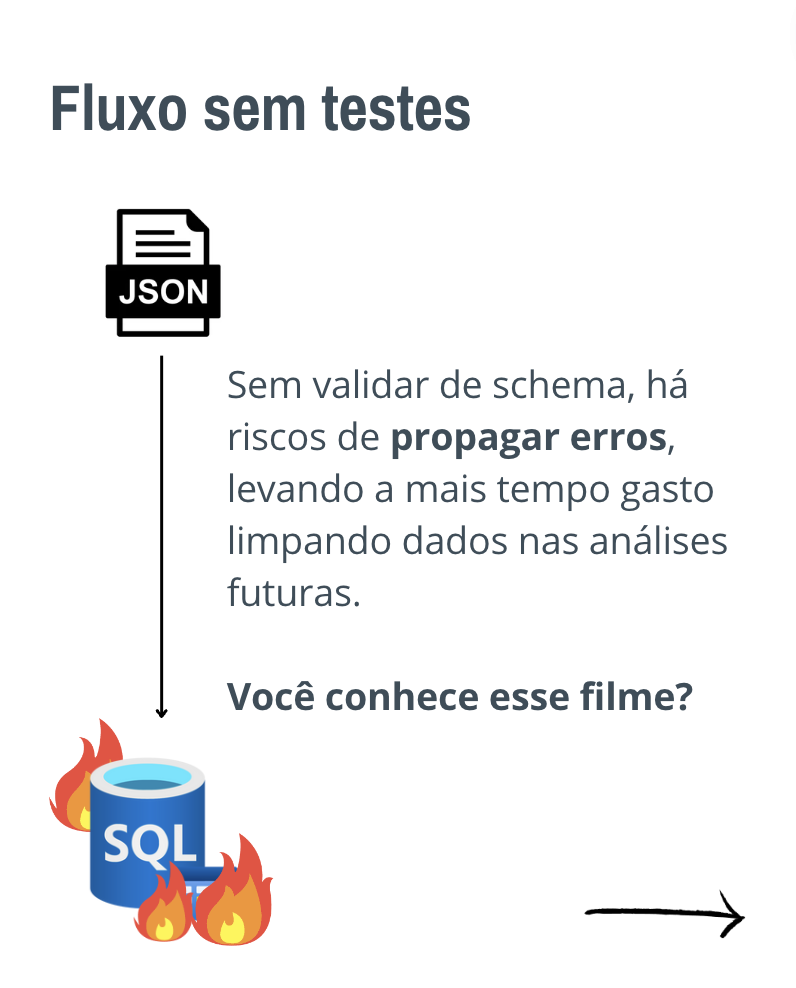 Fluxo sem testes
JSON
Sem validar de schema, há
riscos de propagar erros,
levando a mais tempo gasto
limpando dados nas análises
futuras.
Você conhece esse filme?
SQL